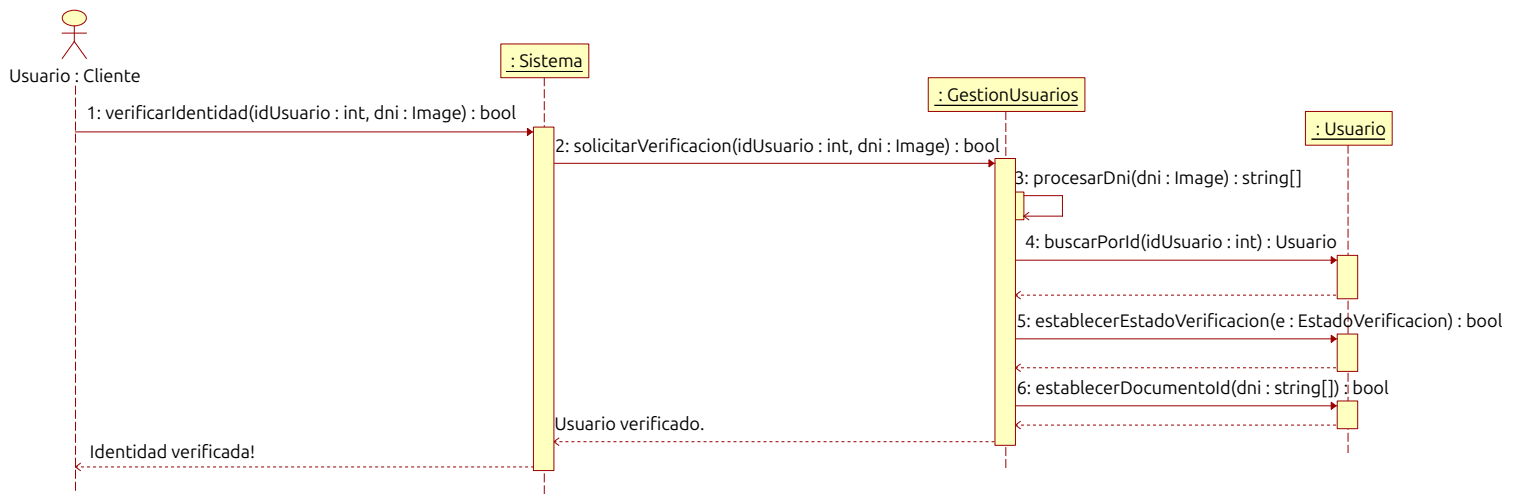 Usuario : Cliente
: Sistema
: GestionUsuarios
: Usuario
1: verificarIdentidad(idUsuario : int, dni : Image) : bool
2: solicitarVerificacion(idUsuario : int, dni : Image) : bool
3: procesarDni(dni : Image) : string[]
4: buscarPorId(idUsuario : int) : Usuario
5: establecerEstadoVerificacion(e : EstadoVerificacion) : bool
6: establecerDocumentoId(dni : string[]) : bool
Usuario verificado.
Identidad verificada!